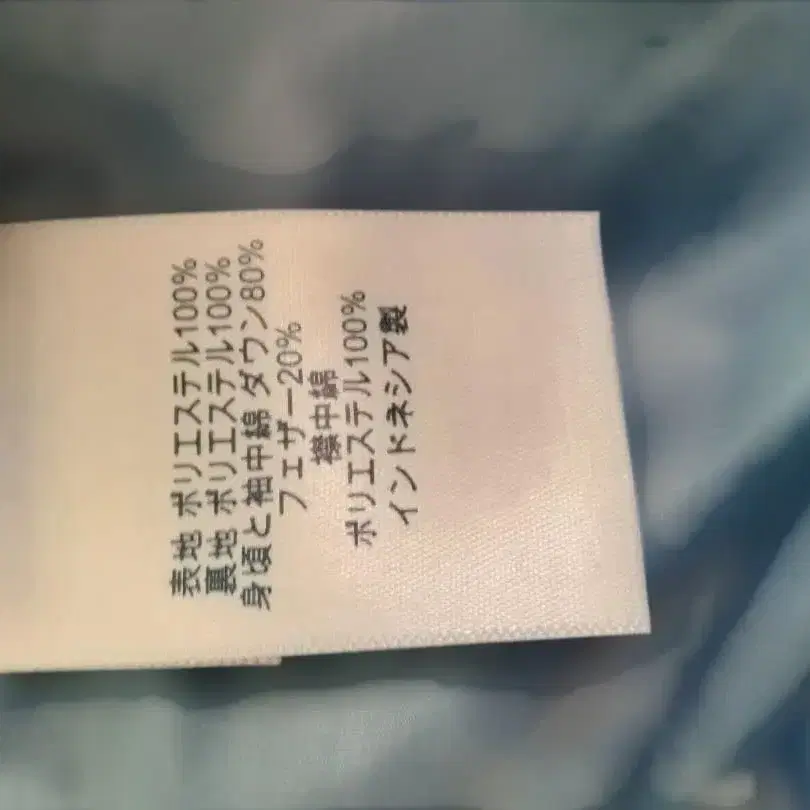 表地 ポリエステル100%
裏地 ポリエステル100%
身頃と袖中綿 ダウン80%
フェザー20%
襟中綿
ポリエステル100%
インドネシア製